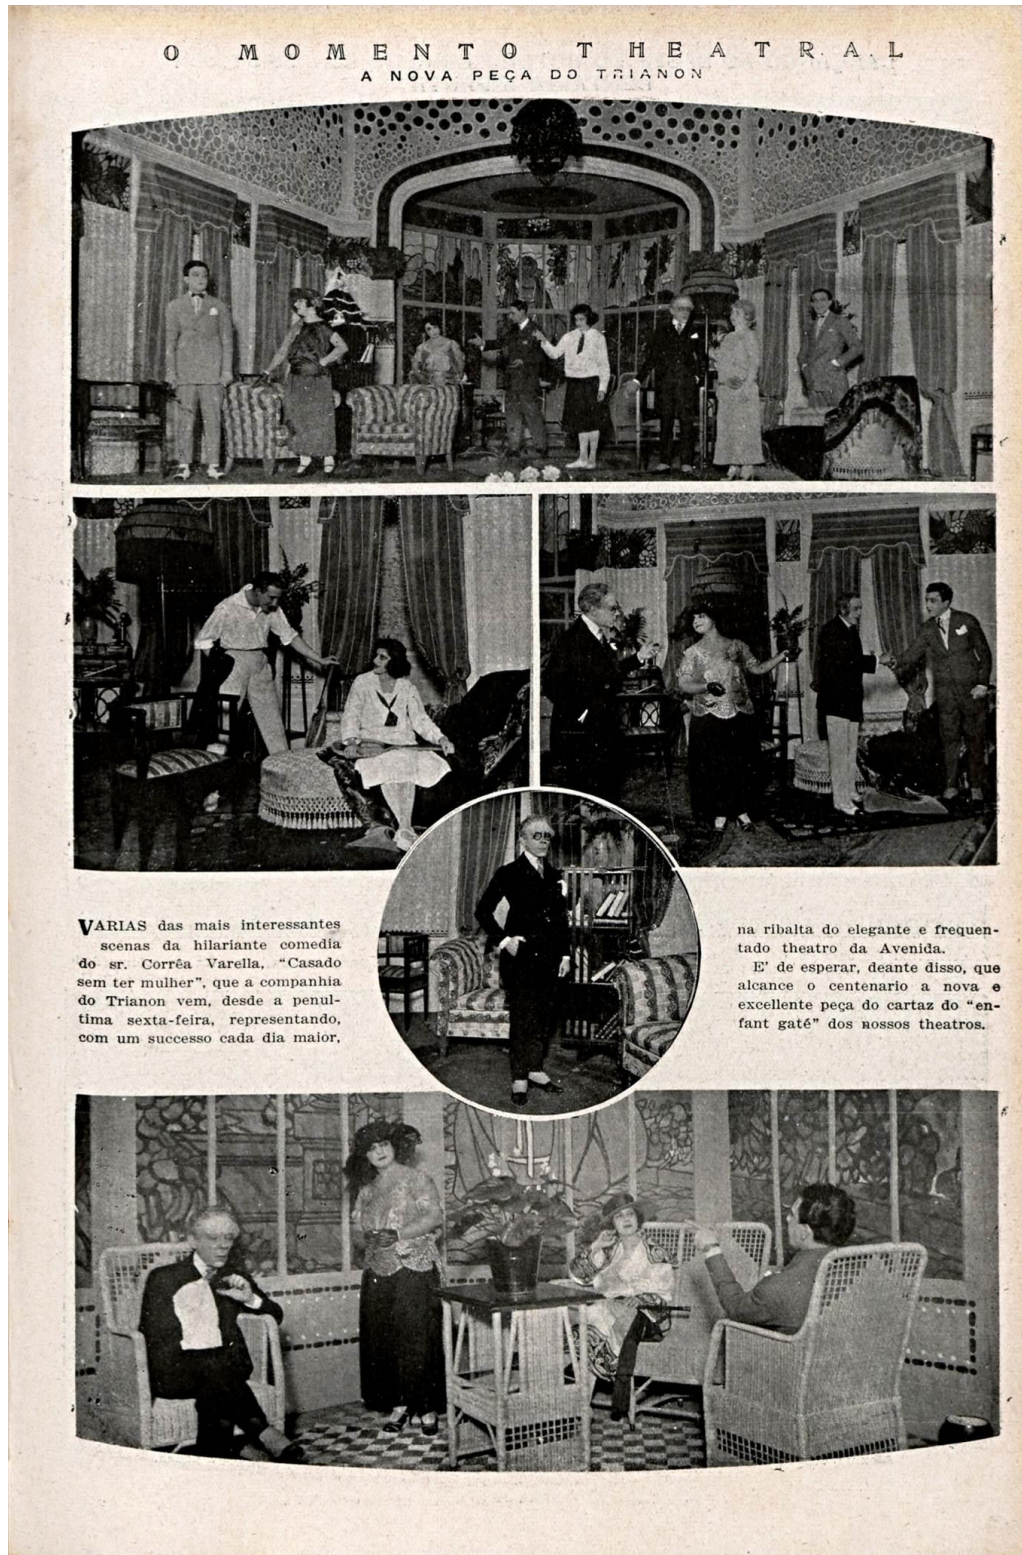 O MOMENTO THEATRAL
A NOVA PEÇA DO TRIANON
VARIAS das mais interessantes
scenas da hilariante comedia
do sr. Corrêa Varella, "Casado
sem ter mulher", que a companhia
do Trianon vem, desde a penul-
tima sexta-feira, representando,
com um successo cada dia maior,
na ribalta do elegante e frequen-
tado theatro da Avenida.
E' de esperar, deante disso, que
alcance o centenario a nova e
excellente peça do cartaz do "en-
fant gaté" dos nossos theatros.